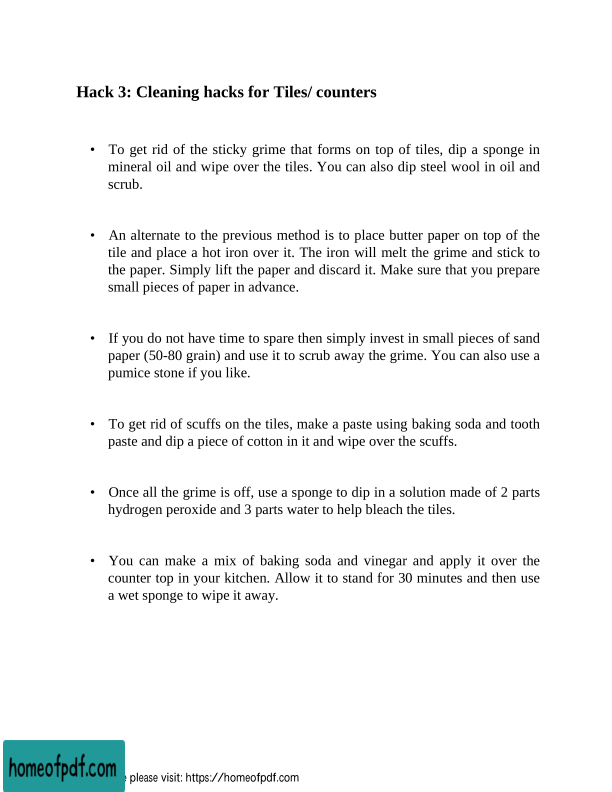 Hack 3: Cleaning hacks for Tiles/ counters
• To get rid of the sticky grime that forms on top of tiles, dip a sponge in
mineral oil and wipe over the tiles. You can also dip steel wool in oil and
scrub.
• An alternate to the previous method is to place butter paper on top of the
tile and place a hot iron over it. The iron will melt the grime and stick to
the paper. Simply lift the paper and discard it. Make sure that you prepare
small pieces of paper in advance.
• If you do not have time to spare then simply invest in small pieces of sand
paper (50-80 grain) and use it to scrub away the grime. You can also use a
pumice stone if you like.
• To get rid of scuffs on the tiles, make a paste using baking soda and tooth
paste and dip a piece of cotton in it and wipe over the scuffs.
• Once all the grime is off, use a sponge to dip in a solution made of 2 parts
hydrogen peroxide and 3 parts water to help bleach the tiles.
• You can make a mix of baking soda and vinegar and apply it over the
counter top in your kitchen. Allow it to stand for 30 minutes and then use
a wet sponge to wipe it away.
homeofpdf.com
please visit: https://homeofpdf.com